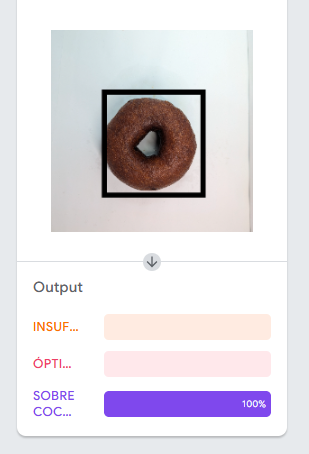 Output
INSUF...
ÓPTI...
SOBRE
COC...
100%